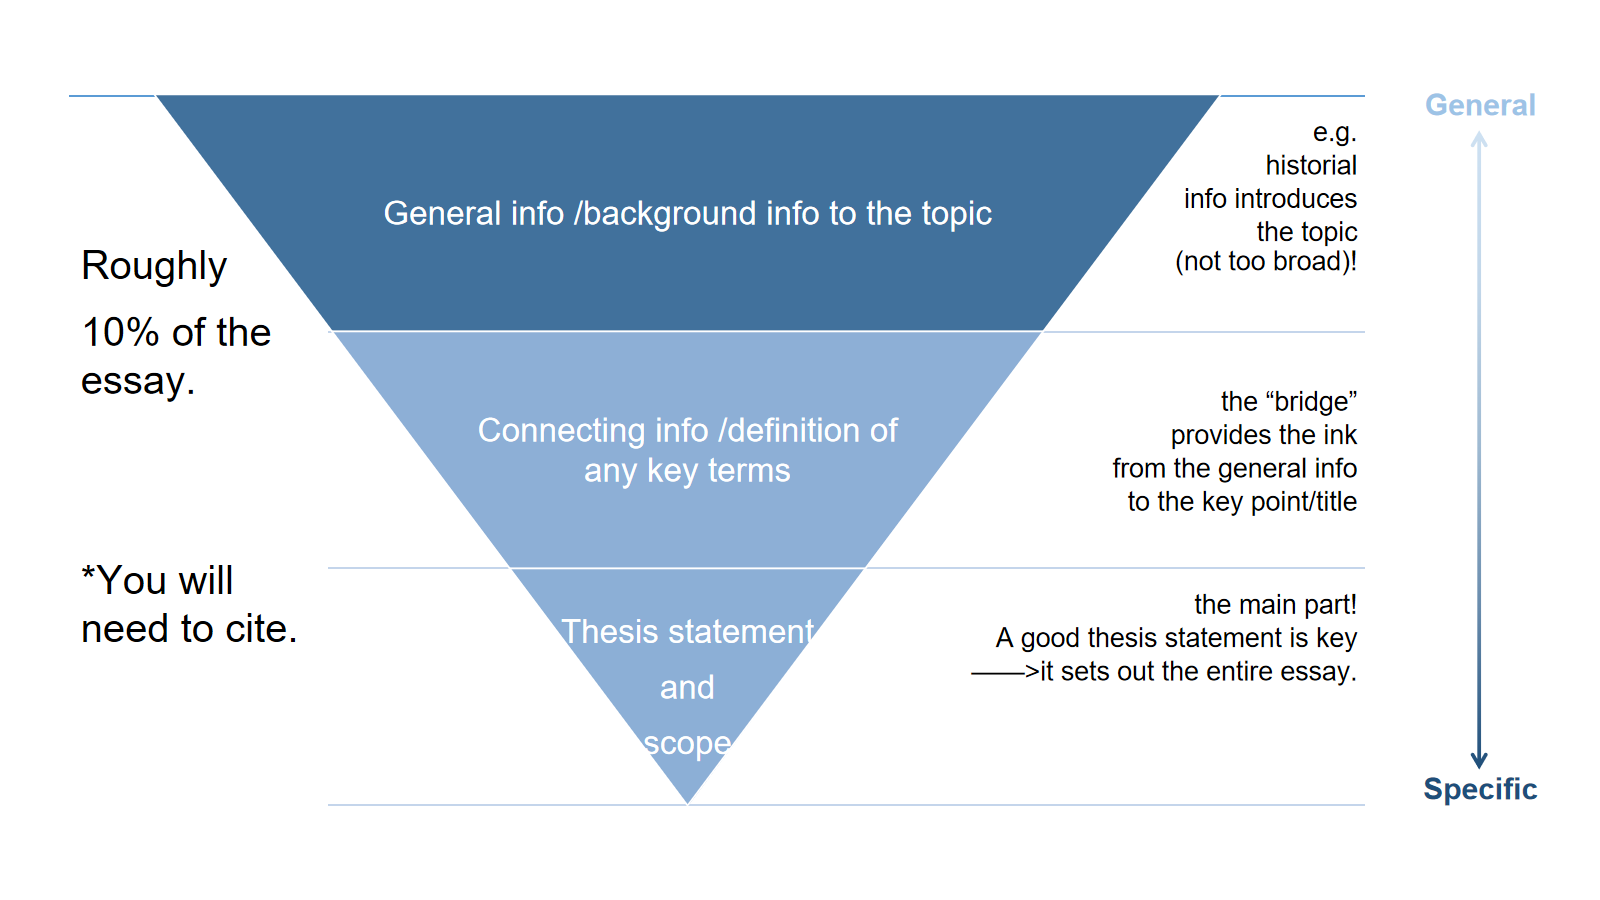 General
e.g.
historial
info introduces
the topic
(not too broad)!
General info /background info to the topic
Roughly
10% of the
essay.
the “bridge”
provides the ink
from the general info
to the key point/title
Connecting info /definition of
any key terms
*You will
need to cite.
the main part!
A good thesis statement is key
——>it sets out the entire essay.
Thesis statement
and
scope
Specific